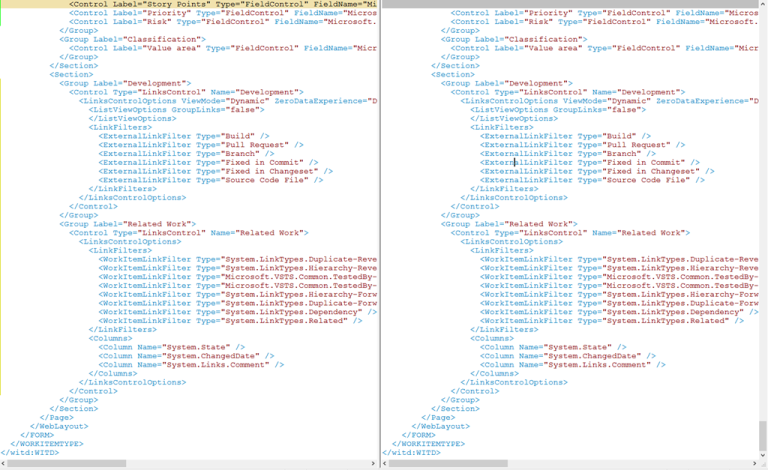 <Control Label="Story Points" Type="FieldControl" FieldName="Mi
<Control Label="Priority" Type="FieldControl" FieldName="Micros
<Control Label="Risk" Type="FieldControl" FieldName="Microsoft.
</Group>
<Group Label="Classification">
<Control Label="Value area" Type="FieldControl" FieldName="Micr
</Group>
</Section>
<Section>
<Group Label="Development">
<Control Type="LinksControl" Name="Development">
<LinksControlOptions ViewMode="Dynamic" ZeroDataExperience="D
<ListViewOptions GroupLinks="false">
</ListViewOptions>
<LinkFilters>
<ExternalLinkFilter Type="Build" />
<ExternalLinkFilter Type="Pull Request" />
<ExternalLinkFilter Type="Branch" />
<ExternalLinkFilter Type="Fixed in Commit" />
<ExternalLinkFilter Type="Fixed in Changeset" />
<ExternalLinkFilter Type="Source Code File" />
</LinkFilters>
</LinksControlOptions>
</Control>
</Group>
<Group Label="Related Work">
<Control Type="LinksControl" Name="Related Work">
<LinksControlOptions>
<LinkFilters>
<WorkItemLinkFilter Type="System.LinkTypes.Duplicate-Reve
<WorkItemLinkFilter Type="System.LinkTypes.Hierarchy-Reve
<WorkItemLinkFilter Type="Microsoft.VSTS.Common.TestedBy-
<WorkItemLinkFilter Type="Microsoft.VSTS.Common.TestedBy-
<WorkItemLinkFilter Type="System.LinkTypes.Hierarchy-Forw
<WorkItemLinkFilter Type="System.LinkTypes.Duplicate-Forw
<WorkItemLinkFilter Type="System.LinkTypes.Dependency" />
<WorkItemLinkFilter Type="System.LinkTypes.Related" />
</LinkFilters>
<Columns>
<Column Name="System.State" />
<Column Name="System.ChangedDate" />
<Column Name="System.Links.Comment" />
</Columns>
</LinksControlOptions>
</Control>
</Group>
</Section>
</Page>
</WebLayout>
</FORM>
</WORKITEMTYPE>
</witd:WITD>
<Control Label="Priority" Type="FieldControl" FieldName="Micros
<Control Label="Risk" Type="FieldControl" FieldName="Microsoft.
</Group>
<Group Label="Classification">
<Control Label="Value area" Type="FieldControl" FieldName="Micr
</Group>
</Section>
<Section>
<Group Label="Development">
<Control Type="LinksControl" Name="Development">
<LinksControlOptions ViewMode="Dynamic" ZeroDataExperience="D
<ListViewOptions GroupLinks="false">
</ListViewOptions>
<LinkFilters>
<ExternalLinkFilter Type="Build" />
<ExternalLinkFilter Type="Pull Request" />
<ExternalLinkFilter Type="Branch" />
<ExternalLinkFilter Type="Fixed in Commit" />
<ExternalLinkFilter Type="Fixed in Changeset" />
<ExternalLinkFilter Type="Source Code File" />
</LinkFilters>
</LinksControlOptions>
</Control>
</Group>
<Group Label="Related Work">
<Control Type="LinksControl" Name="Related Work">
<LinksControlOptions>
<LinkFilters>
<WorkItemLinkFilter Type="System.LinkTypes.Duplicate-Reve
<WorkItemLinkFilter Type="System.LinkTypes.Hierarchy-Reve
<WorkItemLinkFilter Type="Microsoft.VSTS.Common.TestedBy-
<WorkItemLinkFilter Type="Microsoft.VSTS.Common.TestedBy-
<WorkItemLinkFilter Type="System.LinkTypes.Hierarchy-Forw
<WorkItemLinkFilter Type="System.LinkTypes.Duplicate-Forw
<WorkItemLinkFilter Type="System.LinkTypes.Dependency" />
<WorkItemLinkFilter Type="System.LinkTypes.Related" />
</LinkFilters>
<Columns>
<Column Name="System.State" />
<Column Name="System.ChangedDate" />
<Column Name="System.Links.Comment" />
</Columns>
</LinksControlOptions>
</Control>
</Group>
</Section>
</Page>
</WebLayout>
</FORM>
</WORKITEMTYPE>
</witd:WITD>